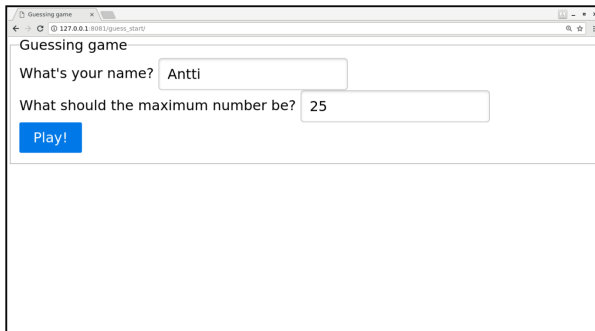 Guessing game
127.0.0.1:8081/guess_start/
Guessing game
What's your name? Antti
What should the maximum number be? 25
Play!